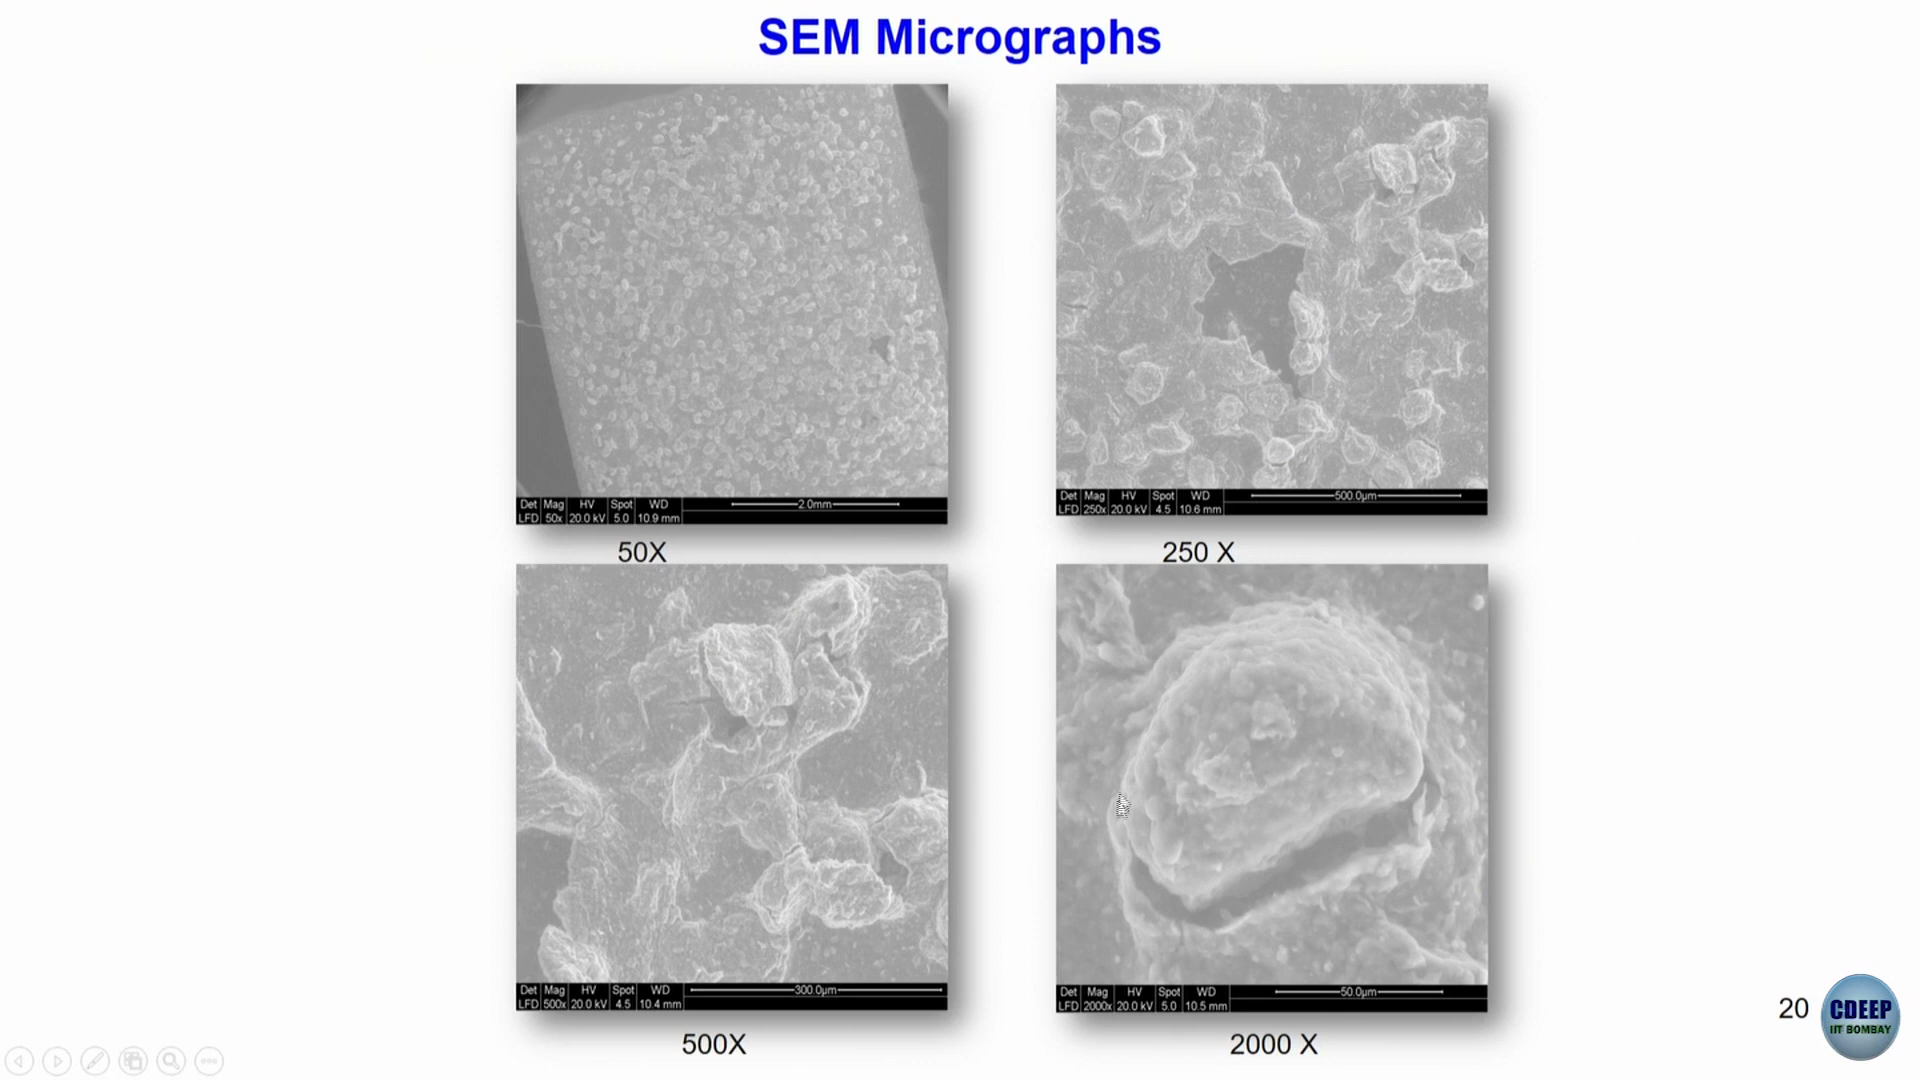 SEM Micrographs
Det Mag HV Spot WD 2.0mm
LFD 50x 20.0 kV 5.0 10.9 mm
50X
Det Mag HV Spot WD 500.0µm
LFD 250x 20.0 kV 4.5 10.6 mm
250 X
Det Mag HV Spot WD 300.0µm
LFD 500x 20.0 kV 4.5 10.4 mm
500X
Det Mag HV Spot WD 50.0µm
LFD 2000x 20.0 kV 5.0 10.5 mm
2000 X
20
CDEEP
IIT BOMBAY